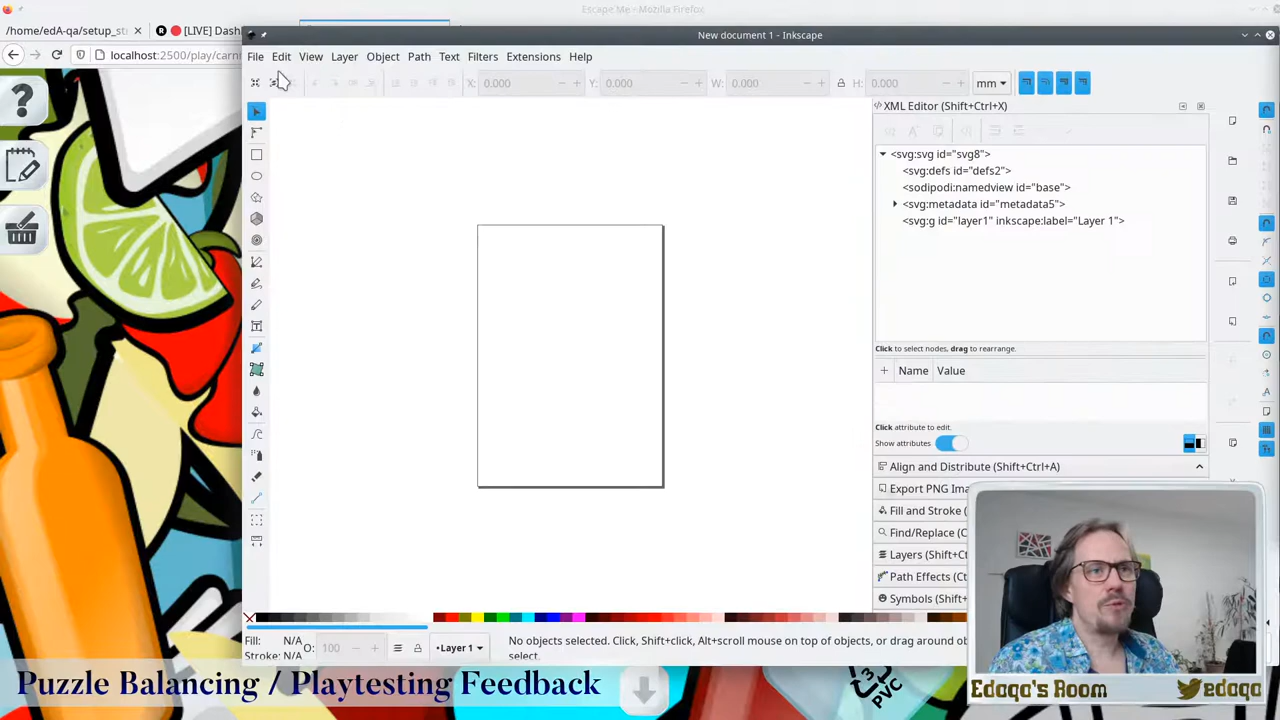 Escape Me - Mozilla Firefox
/home/edA-qa/setup_st
[LIVE] Dash
localhost:2500/play/carni
New document 1 - Inkscape
File Edit View Layer Object Path Text Filters Extensions Help
X: 0.000 Y: 0.000 W: 0.000 H: 0.000 mm
XML Editor (Shift+Ctrl+X)
<svg:svg id="svg8">
<svg:defs id="defs2">
<sodipodi:namedview id="base">
<svg:metadata id="metadata5">
<svg:g id="layer1" inkscape:label="Layer 1">
Click to select nodes, drag to rearrange.
Name Value
Click attribute to edit.
Show attributes
Align and Distribute (Shift+Ctrl+A)
Export PNG Ima
Fill and Stroke (
Find/Replace (C
Layers (Shift+Ct
Path Effects (Ct
Symbols (Shift+
Fill: N/A
Stroke: N/A
O: 100
Layer 1
No objects selected. Click, Shift+click, Alt+scroll mouse on top of objects, or drag around ob
select.
Puzzle Balancing / Playtesting Feedback
PVC
Edaqa's Room
edaqa